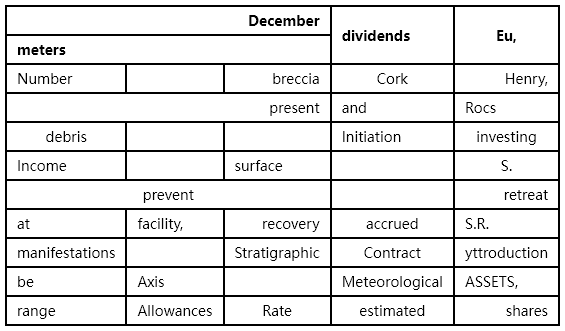 December dividends Eu,
meters
Number breccia Cork Henry,
present and Rocs
debris Initiation investing
Income surface S.
prevent retreat
at facility, recovery accrued S.R.
manifestations Stratigraphic Contract yttroduction
be Axis Meteorological ASSETS,
range Allowances Rate estimated shares